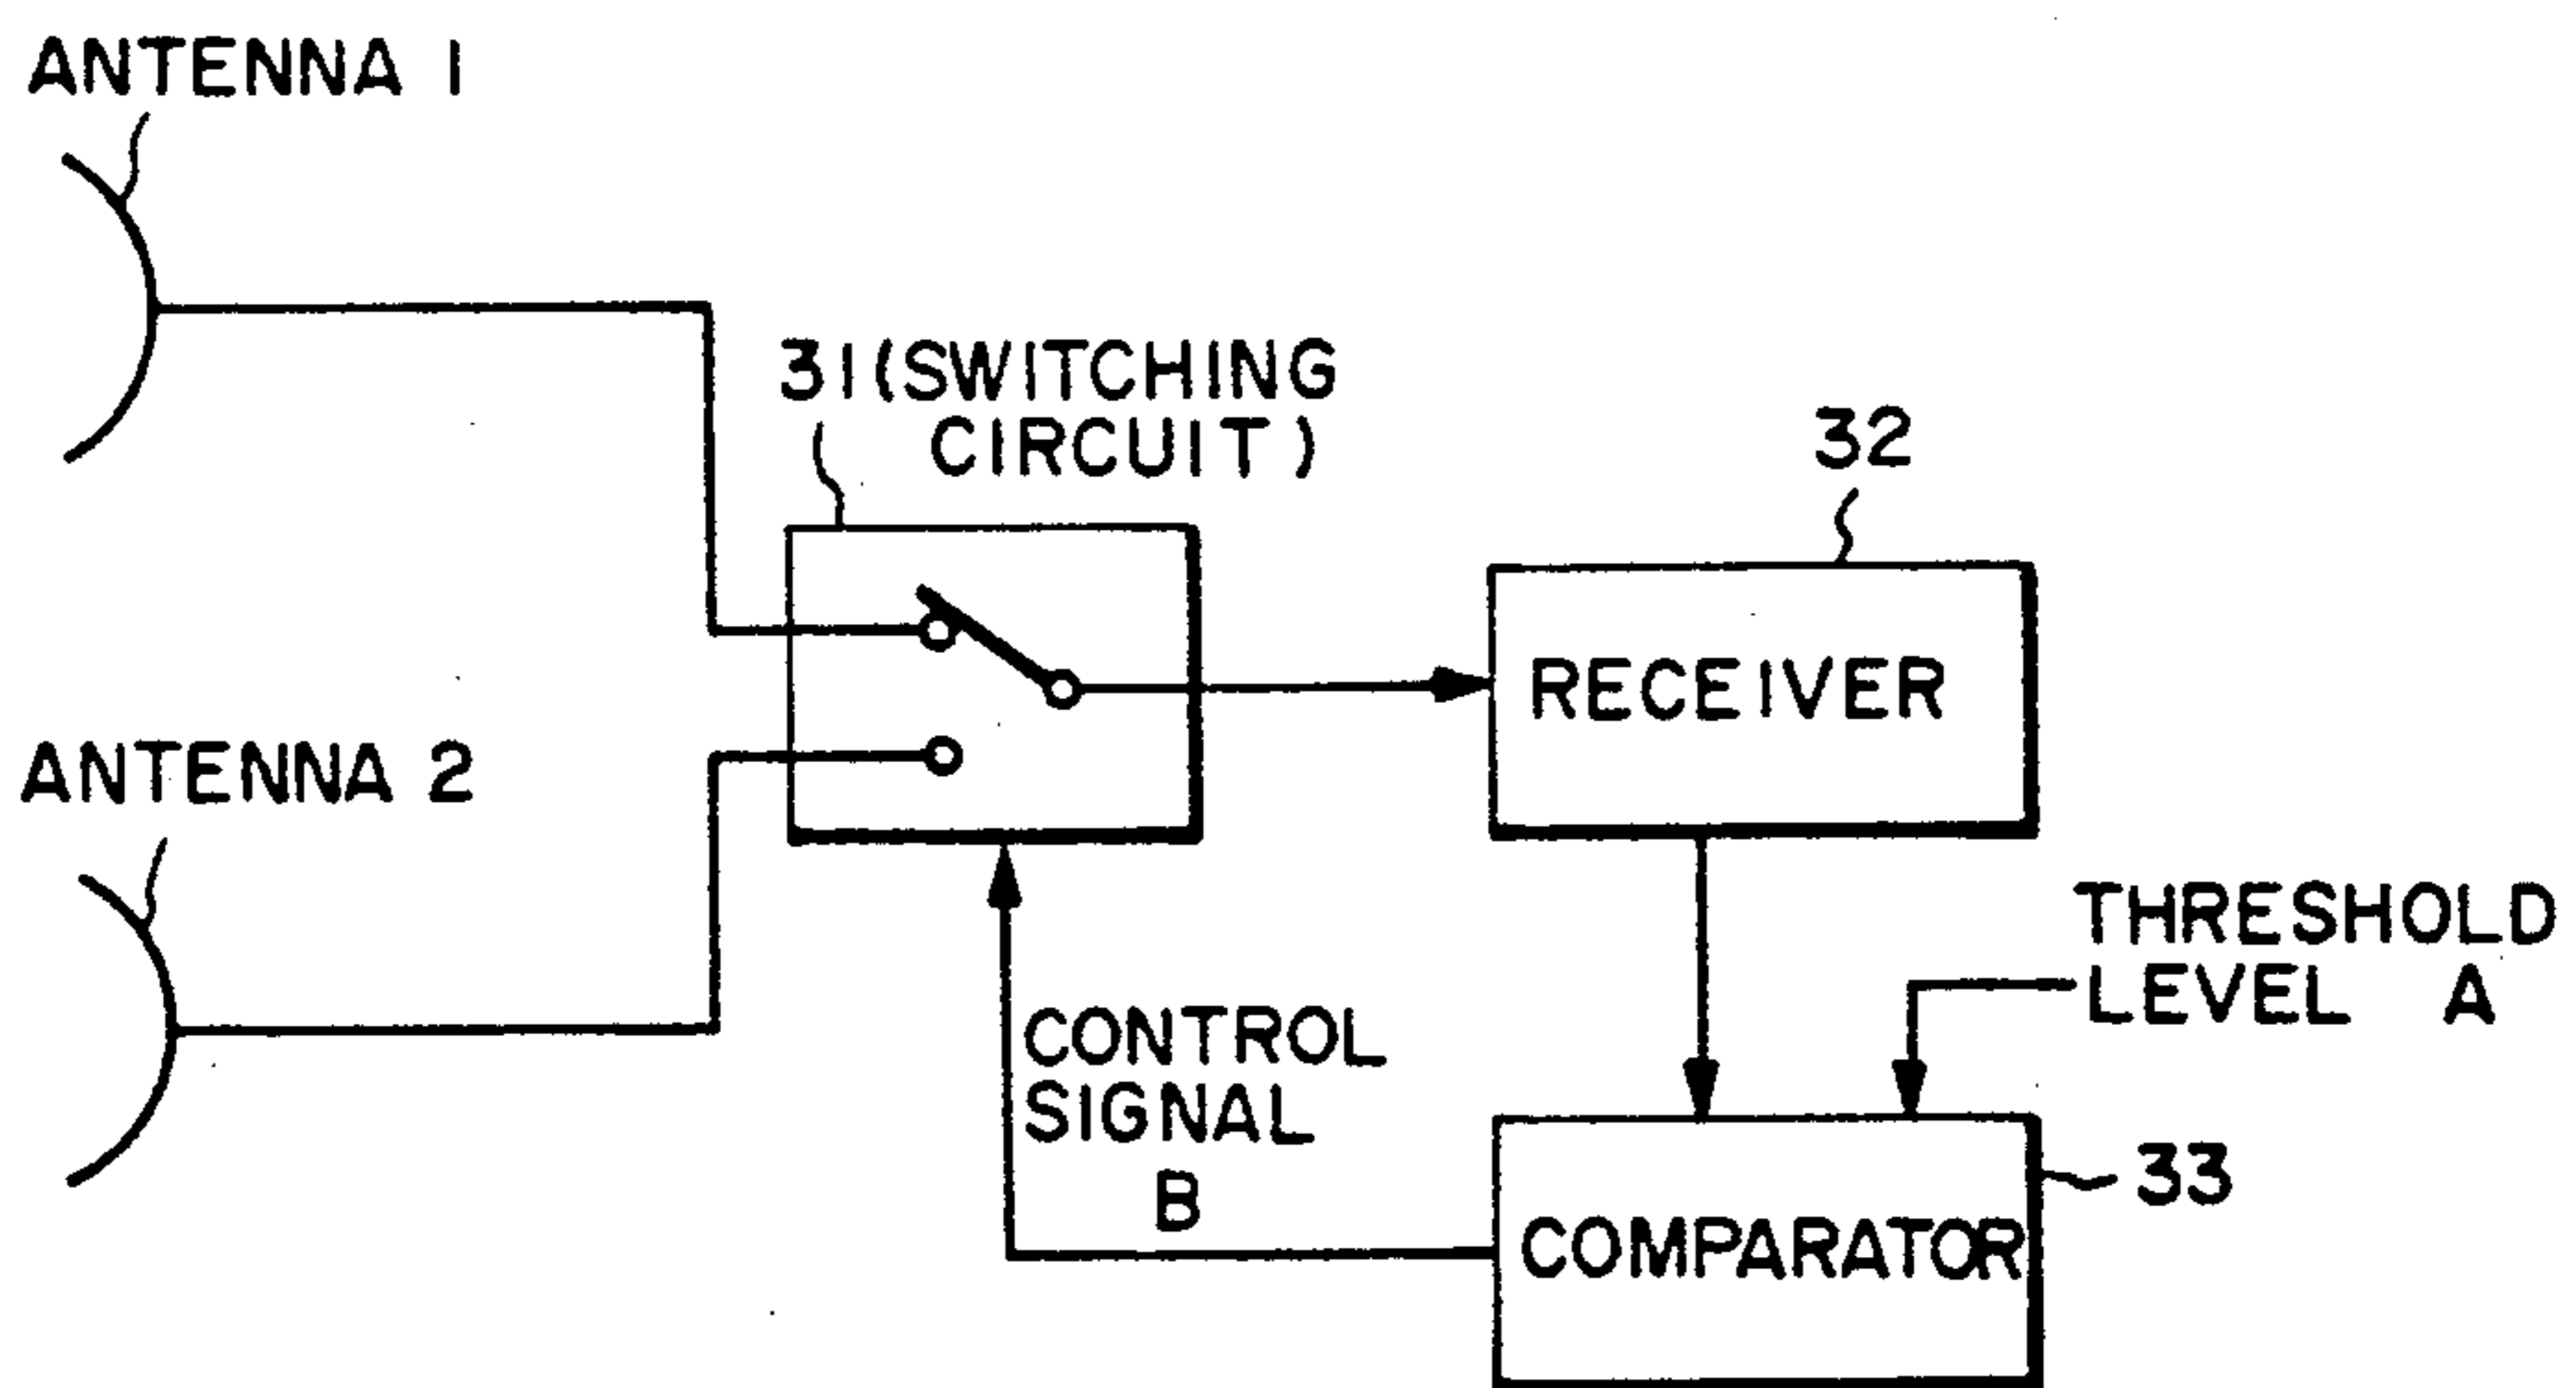 ANTENNA 1
31 (SWITCHING
CIRCUIT)
32
RECEIVER
ANTENNA 2
THRESHOLD
LEVEL A
CONTROL
SIGNAL
B
33
COMPARATOR